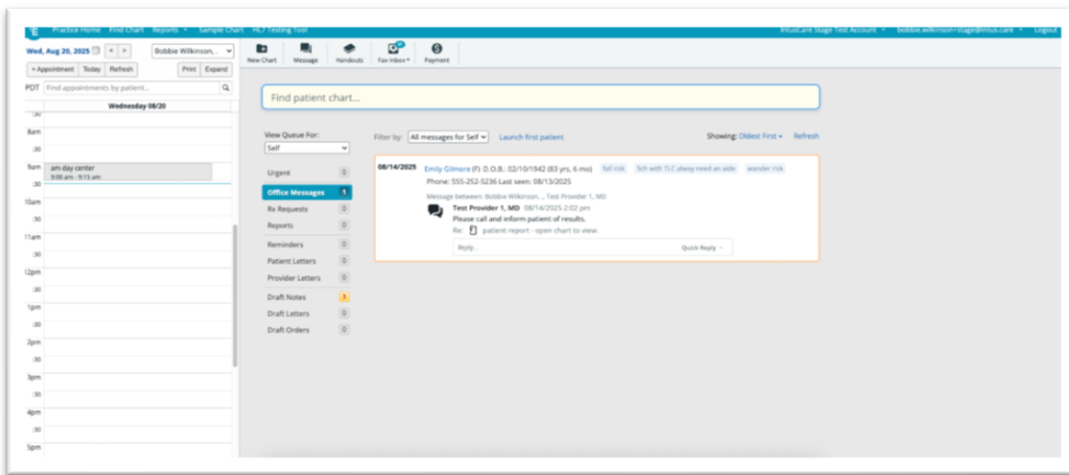 Practice Home Find Chart Reports Sample Chart HL7 Testing Tool IntusCare Stage Test Account bobbie.wilkinson+stage@intus.care Logout
Wed, Aug 20, 2025 < > Bobbie Wilkinson, .
+Appointment Today Refresh Print Expand
PDT Find appointments by patient...
Wednesday 08/20
:30
8am
:30
9am am day center
9:00 am - 9:15 am
:30
10am
:30
11am
:30
12pm
:30
1pm
:30
2pm
:30
3pm
:30
4pm
:30
5pm
New Chart Message Handouts Fax Inbox Payment
Find patient chart...
View Queue For:
Self
Filter by: All messages for Self Launch first patient Showing: Oldest First Refresh
Urgent 0
Office Messages 1
Rx Requests 0
Reports 0
Reminders 0
Patient Letters 0
Provider Letters 0
Draft Notes 3
Draft Letters 0
Draft Orders 0
08/14/2025 Emily Gilmore (F) D.O.B.: 02/10/1942 (83 yrs, 6 mo) fall risk Sch with TLC alway need an aide wander risk
Phone: 555-252-5236 Last seen: 08/13/2025
Message between: Bobbie Wilkinson, ., Test Provider 1, MD
Test Provider 1, MD 08/14/2025 2:02 pm
Please call and inform patient of results.
Re: patient report - open chart to view.
Reply... Quick Reply